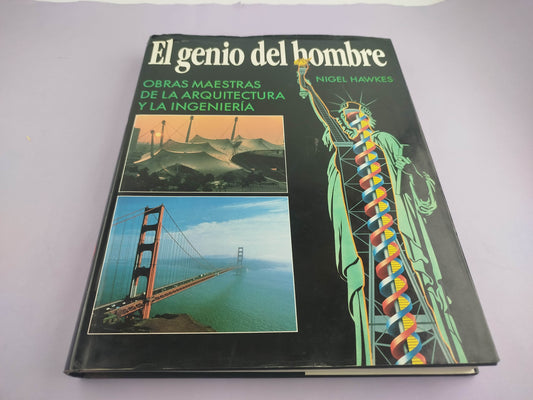 El genio del hombre
NIGEL HAWKES
OBRAS MAESTRAS
DE LA ARQUITECTURA
Y LA INGENIERÍA